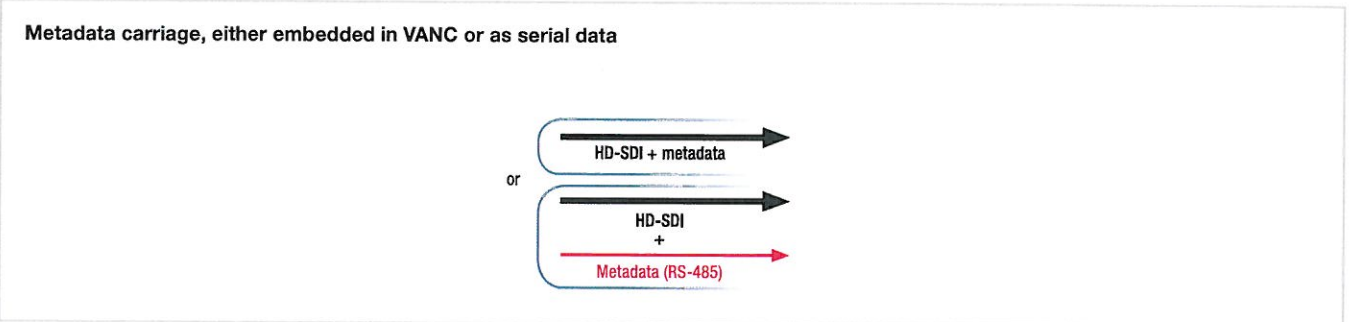 Metadata carriage, either embedded in VANC or as serial data
HD-SDI + metadata
or
HD-SDI
+
Metadata (RS-485)